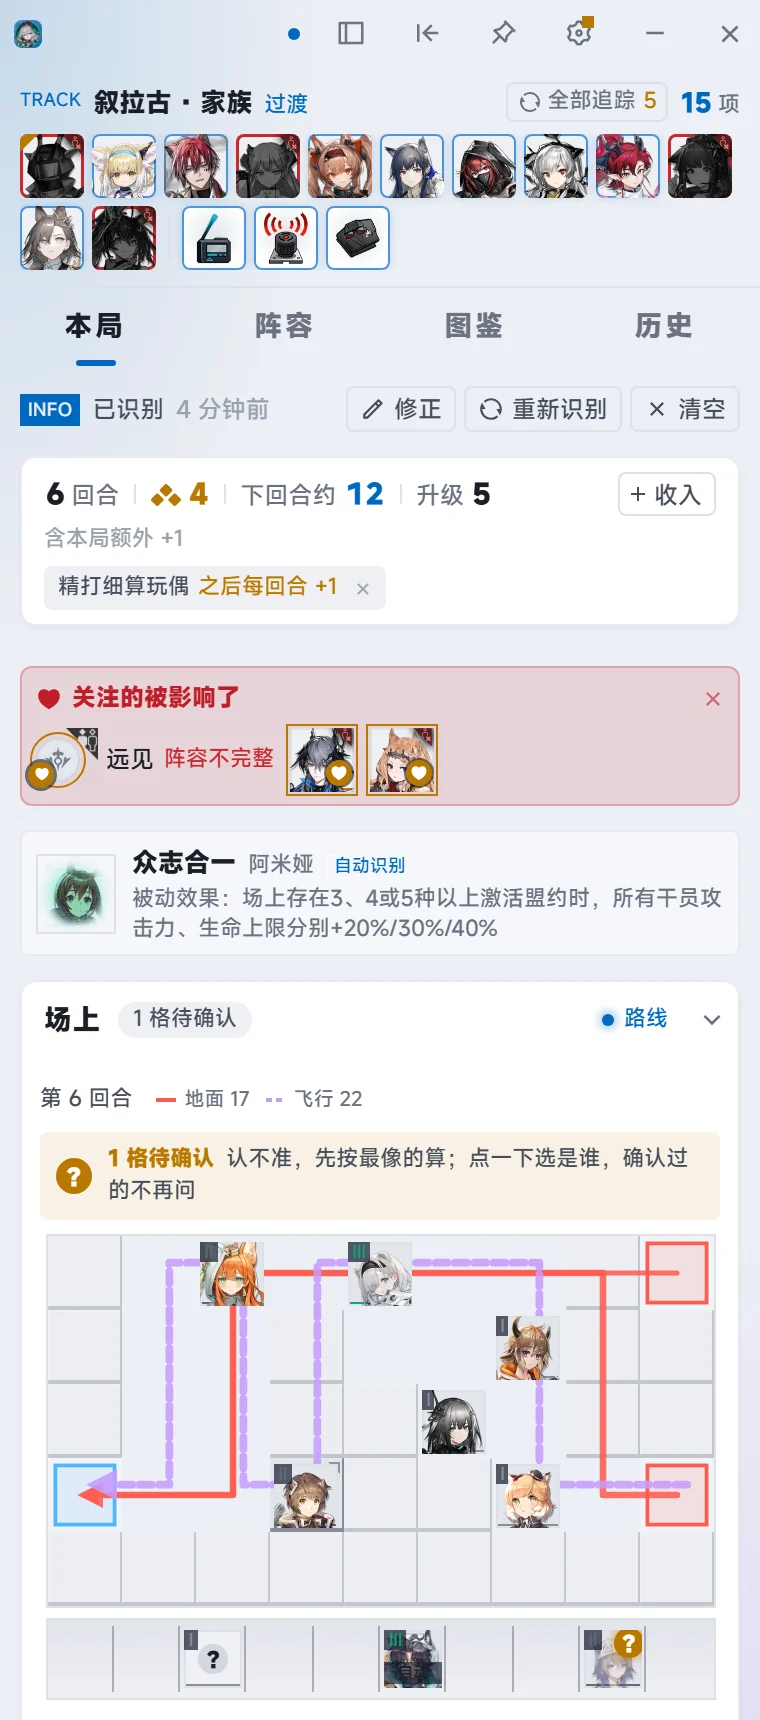 TRACK 叙拉古·家族 过渡 全部追踪 5 15 项
本局 阵容 图鉴 历史
INFO 已识别 4 分钟前 修正 重新识别 清空
6 回合 4 下回合约 12 升级 5 + 收入
含本局额外 +1
精打细算玩偶 之后每回合 +1 ×
关注的被影响了
远见 阵容不完整
众志合一 阿米娅 自动识别
被动效果：场上存在3、4或5种以上激活盟约时，所有干员攻
击力、生命上限分别+20%/30%/40%
场上 1 格待确认 路线
第 6 回合 地面 17 飞行 22
? 1 格待确认 认不准，先按最像的算；点一下选是谁，确认过
的不再问
? ?